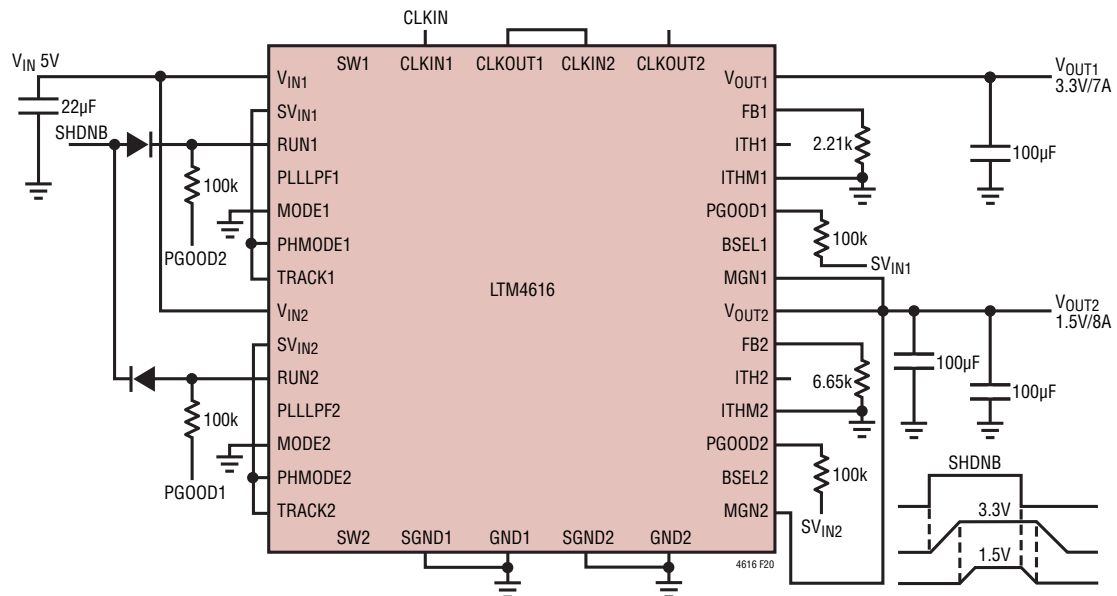 CLKIN
V_IN 5V
22µF
SHDNB
100k
PGOOD2
100k
PGOOD1
SW1 CLKIN1 CLKOUT1 CLKIN2 CLKOUT2
V_IN1
SV_IN1
RUN1
PLLLPF1
MODE1
PHMODE1
TRACK1
V_IN2
SV_IN2
RUN2
PLLLPF2
MODE2
PHMODE2
TRACK2
LTM4616
V_OUT1
FB1
ITH1
ITHM1
PGOOD1
BSEL1
MGN1
V_OUT2
FB2
ITH2
ITHM2
PGOOD2
BSEL2
MGN2
SW2 SGND1 GND1 SGND2 GND2
4616 F20
V_OUT1
3.3V/7A
2.21k
100µF
100k
SV_IN1
V_OUT2
1.5V/8A
6.65k
100µF
100µF
100k
SV_IN2
SHDNB
3.3V
1.5V